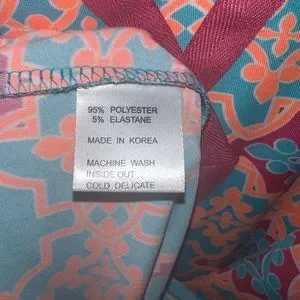 95% POLYESTER
5% ELASTANE
MADE IN KOREA
MACHINE WASH
INSIDE OUT
COLD DELICATE